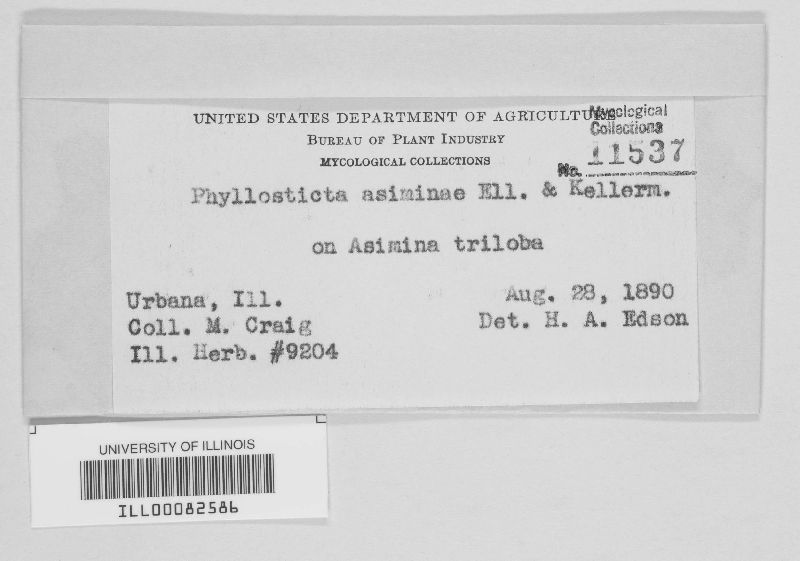 UNITED STATES DEPARTMENT OF AGRICULTURE
BUREAU OF PLANT INDUSTRY
MYCOLOGICAL COLLECTIONS
Mycological
Collections
No. 11537
Phyllosticta asiminae Ell. & Kellerm.
on Asimina triloba
Urbana, Ill.
Aug. 28, 1890
Coll. M. Craig
Det. H. A. Edson
Ill. Herb. #9204
UNIVERSITY OF ILLINOIS
ILL00082586